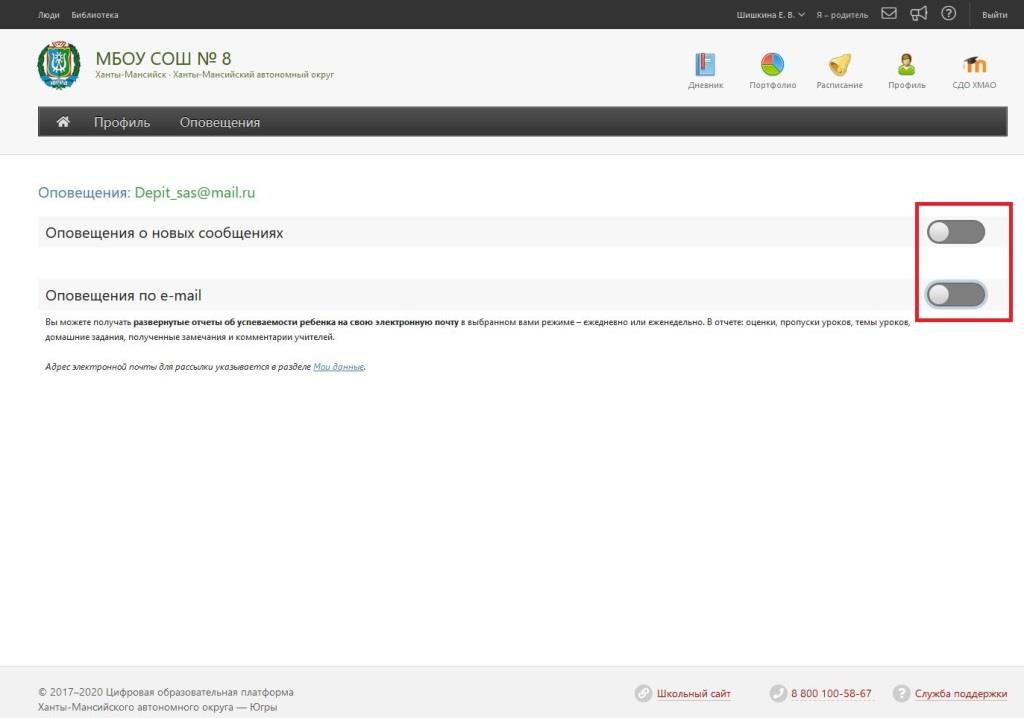 Люди Библиотека Шишкина Е. В. Я – родитель Выйти
МБОУ СОШ № 8
Ханты-Мансийск · Ханты-Мансийский автономный округ
Дневник Портфолио Расписание Профиль СДО ХМАО
Профиль Оповещения
Оповещения: Depit_sas@mail.ru
Оповещения о новых сообщениях
Оповещения по e-mail
Вы можете получать развернутые отчеты об успеваемости ребенка на свою электронную почту в выбранном вами режиме – ежедневно или еженедельно. В отчете: оценки, пропуски уроков, темы уроков,
домашние задания, полученные замечания и комментарии учителей.
Адрес электронной почты для рассылки указывается в разделе Мои данные.
© 2017–2020 Цифровая образовательная платформа
Ханты-Мансийского автономного округа — Югры
Школьный сайт 8 800 100-58-67 Служба поддержки